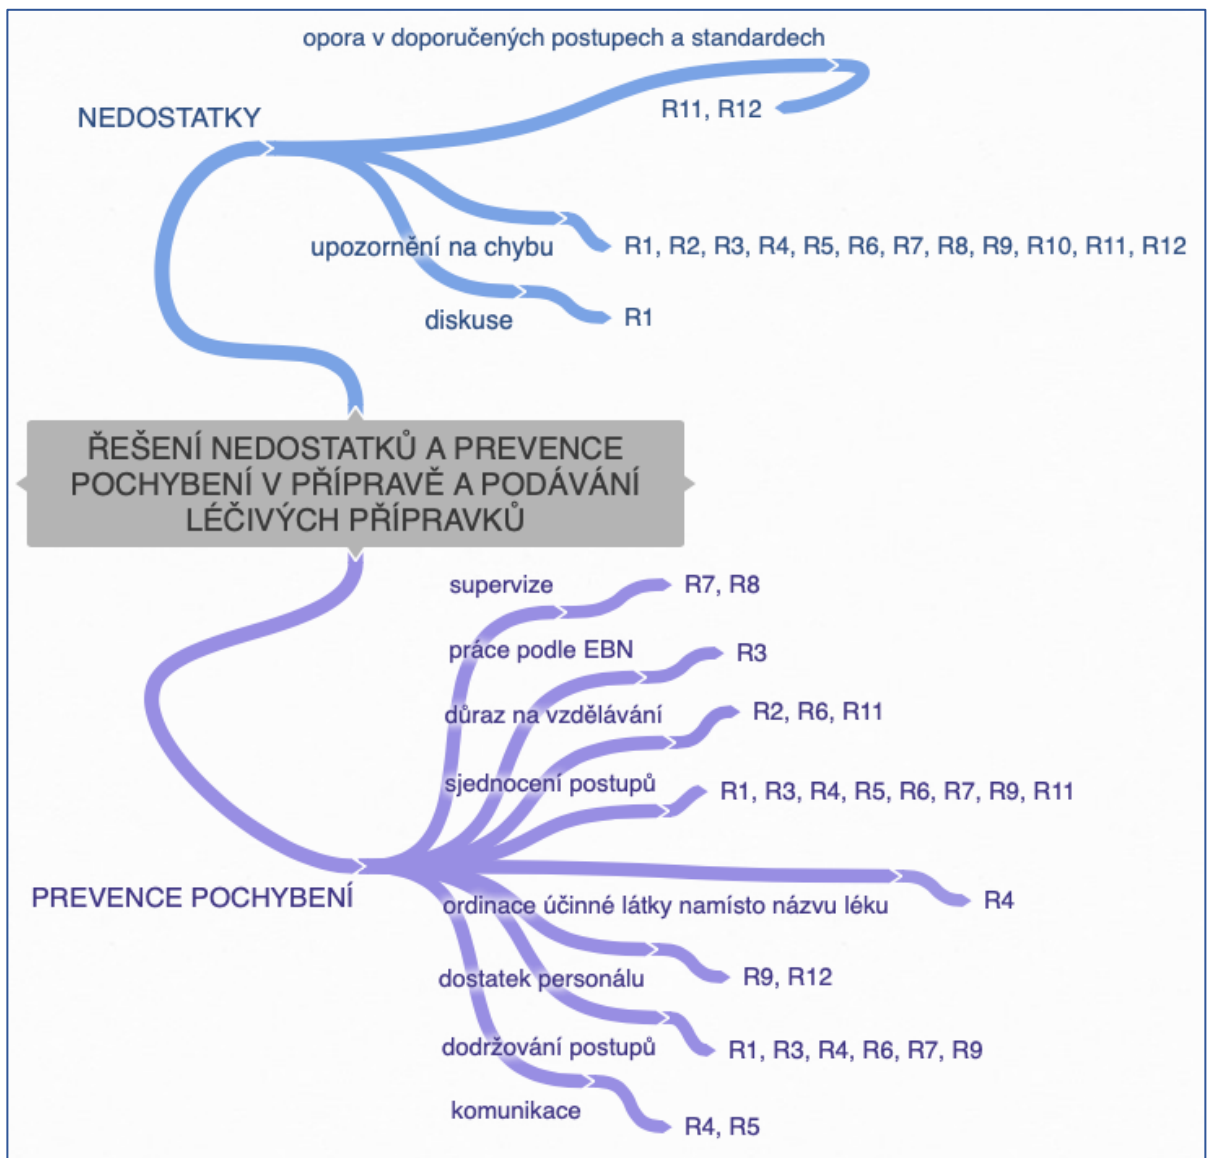 opora v doporučených postupech a standardech
R11, R12
NEDOSTATKY
upozornění na chybu
R1, R2, R3, R4, R5, R6, R7, R8, R9, R10, R11, R12
diskuse
R1
ŘEŠENÍ NEDOSTATKŮ A PREVENCE
POCHYBENÍ V PŘÍPRAVĚ A PODÁVÁNÍ
LÉČIVÝCH PŘÍPRAVKŮ
supervize
R7, R8
práce podle EBN
R3
důraz na vzdělávání
R2, R6, R11
sjednocení postupů
R1, R3, R4, R5, R6, R7, R9, R11
PREVENCE POCHYBENÍ
ordinace účinné látky namísto názvu léku
R4
dostatek personálu
R9, R12
dodržování postupů
R1, R3, R4, R6, R7, R9
komunikace
R4, R5